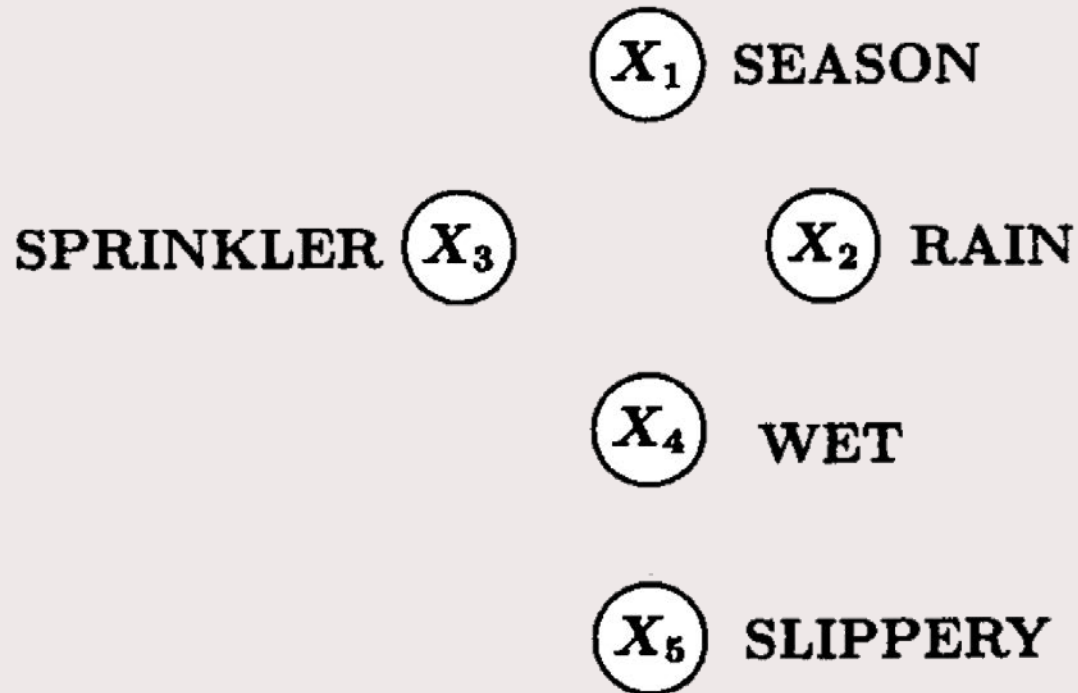 X₁ SEASON
SPRINKLER X₃ X₂ RAIN
X₄ WET
X₅ SLIPPERY